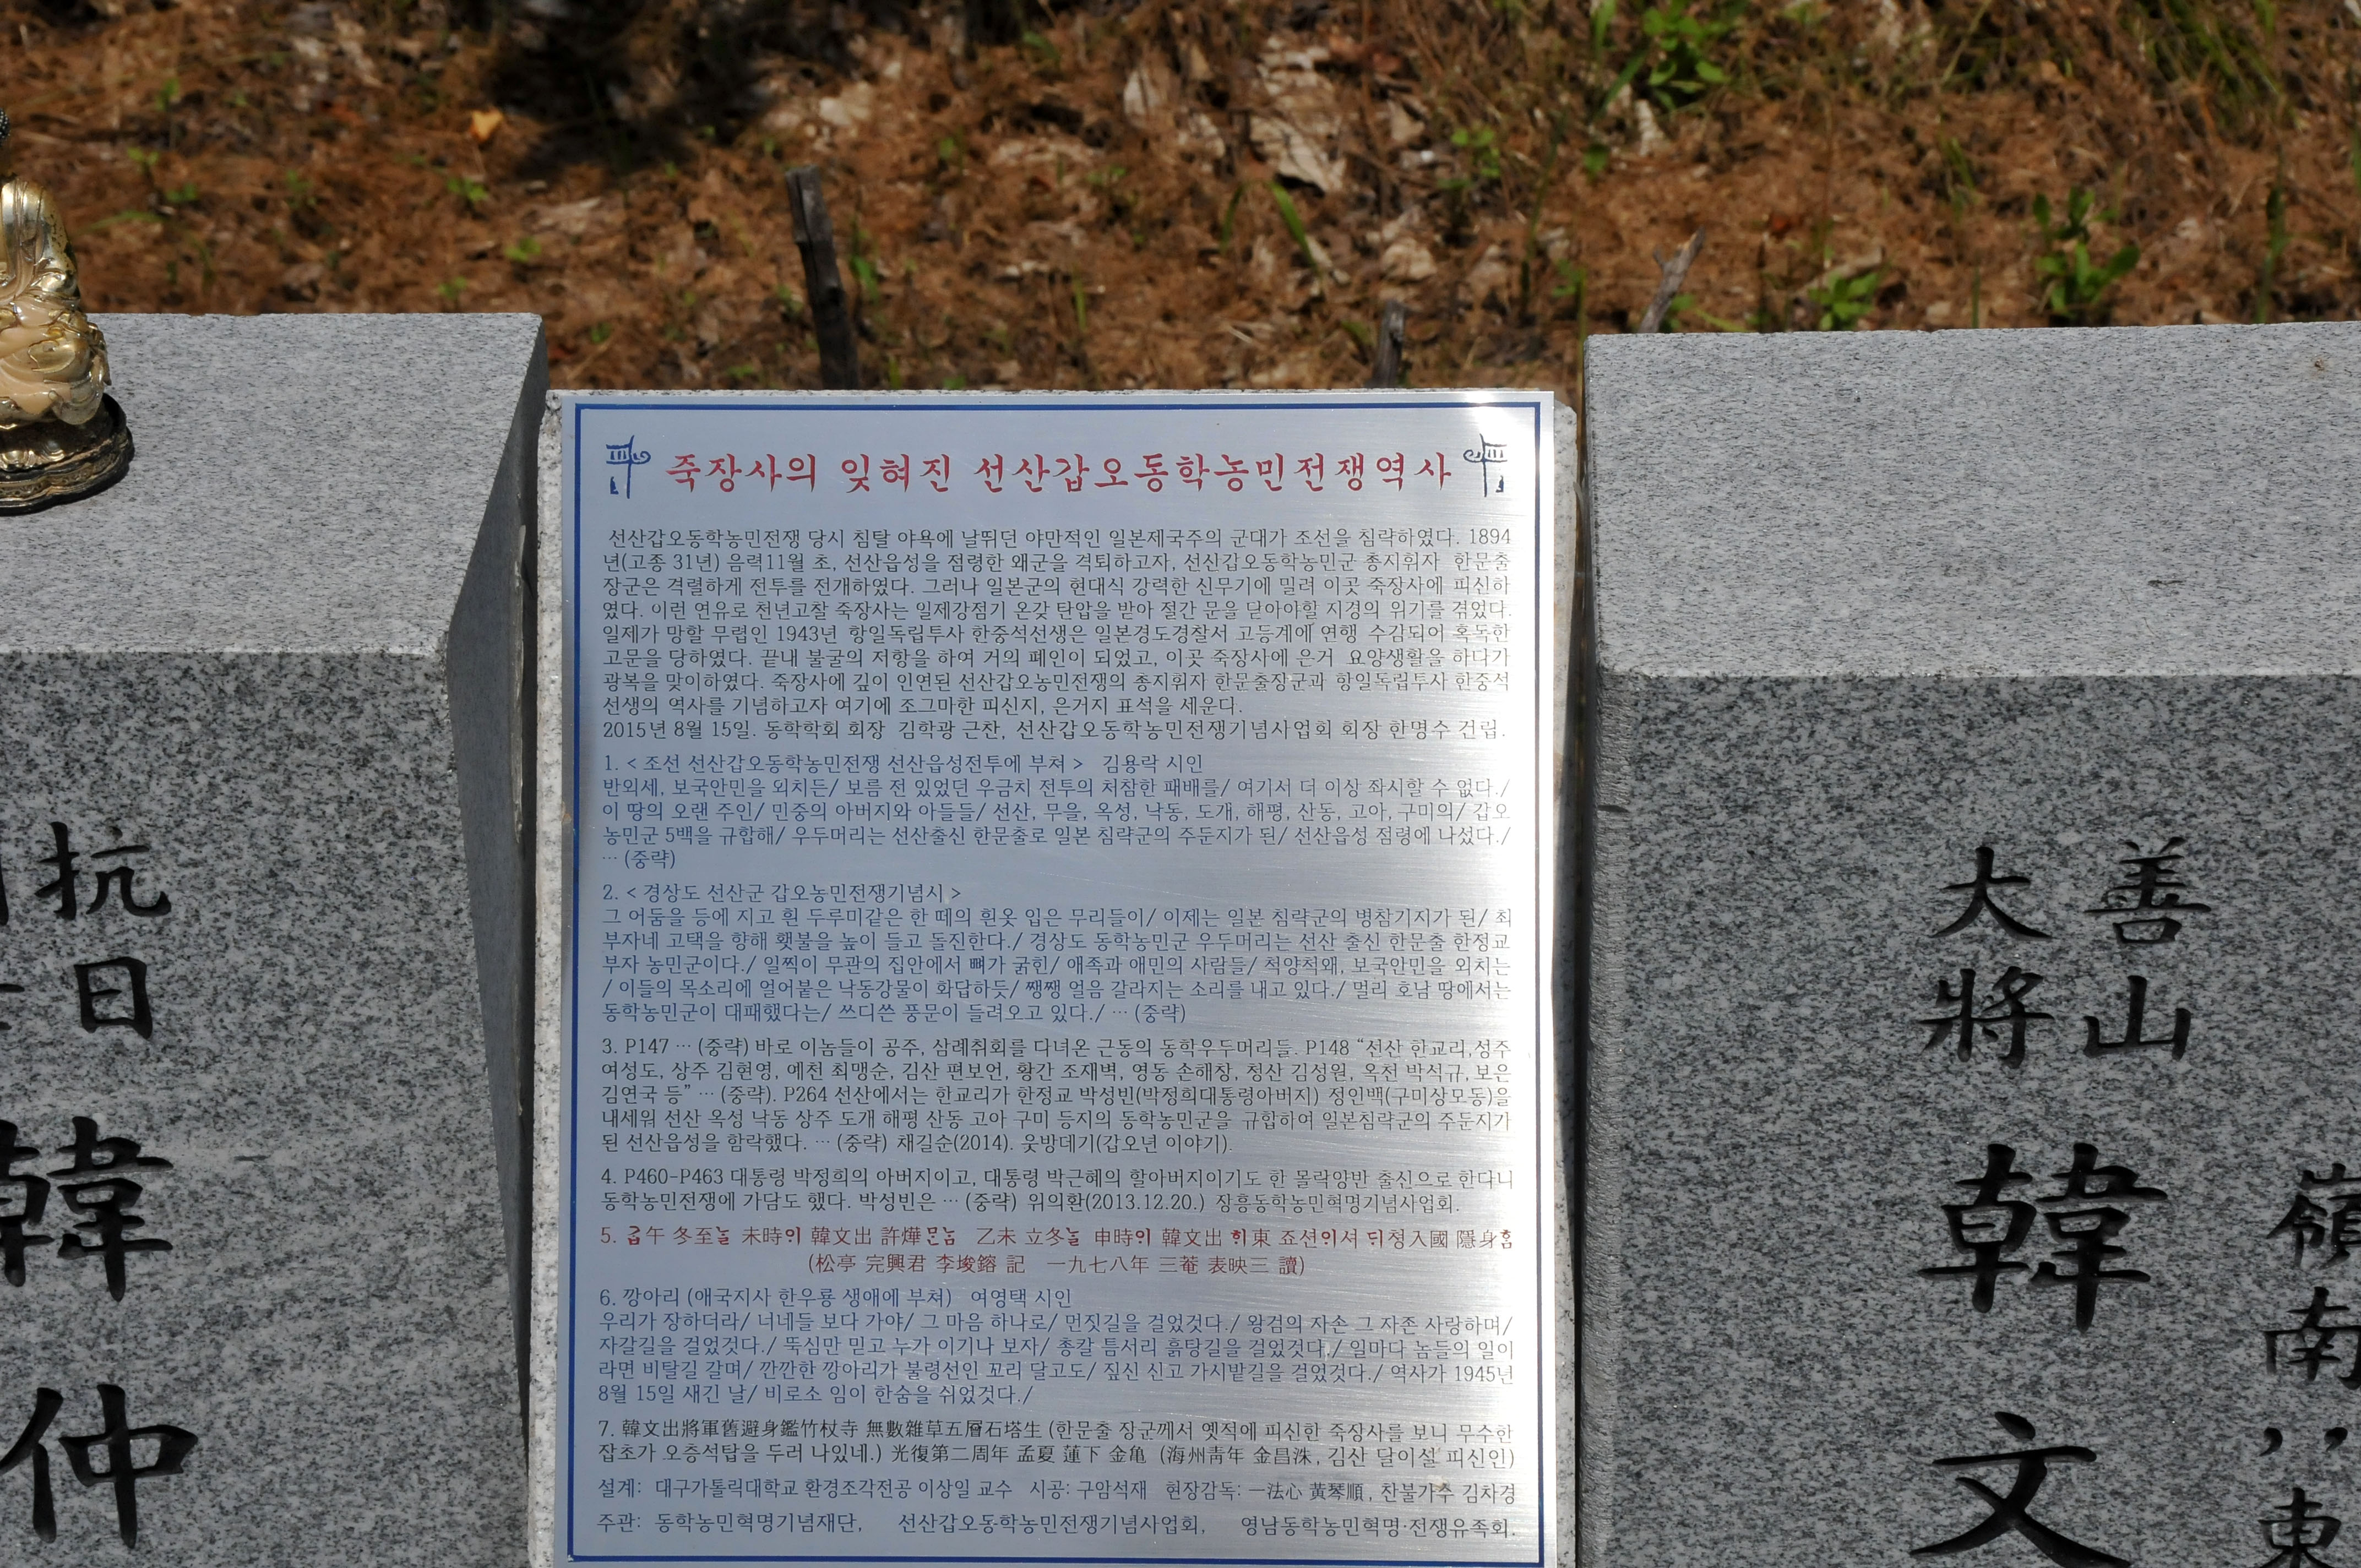 죽장사의 잊혀진 선산갑오동학농민전쟁역사
선산갑오동학농민전쟁 당시 침탈 야욕에 날뛰던 야만적인 일본제국주의 군대가 조선을 침략하였다. 1894
년(고종 31년) 음력11월 초, 선산읍성을 점령한 왜군을 격퇴하고자, 선산갑오동학농민군 총지휘자 한문출
장군은 격렬하게 전투를 전개하였다. 그러나 일본군의 현대식 강력한 신무기에 밀려 이곳 죽장사에 피신하
였다. 이런 연유로 천년고찰 죽장사는 일제강점기 온갖 탄압을 받아 절간 문을 닫아야할 지경의 위기를 겪었다.
일제가 망할 무렵인 1943년 항일독립투사 한중석선생은 일본경도경찰서 고등계에 연행 수감되어 혹독한
고문을 당하였다. 끝내 불굴의 저항을 하여 거의 폐인이 되었고, 이곳 죽장사에 은거 요양생활을 하다가
광복을 맞이하였다. 죽장사에 깊이 인연된 선산갑오농민전쟁의 총지휘자 한문출장군과 항일독립투사 한중석
선생의 역사를 기념하고자 여기에 조그마한 피신지, 은거지 표석을 세운다.
2015년 8월 15일. 동학학회 회장 김학광 근찬, 선산갑오동학농민전쟁기념사업회 회장 한명수 건립.
1. < 조선 선산갑오동학농민전쟁 선산읍성전투에 부쳐 > 김용락 시인
반외세, 보국안민을 외치든/ 보름 전 있었던 우금치 전투의 처참한 패배를/ 여기서 더 이상 좌시할 수 없다./
이 땅의 오랜 주인/ 민중의 아버지와 아들들/ 선산, 무을, 옥성, 낙동, 도개, 해평, 산동, 고아, 구미의/ 갑오
농민군 5백을 규합해/ 우두머리는 선산출신 한문출로 일본 침략군의 주둔지가 된/ 선산읍성 점령에 나섰다./
··· (중략)
2. < 경상도 선산군 갑오농민전쟁기념시 >
그 어둠을 등에 지고 흰 두루미같은 한 떼의 흰옷 입은 무리들이/ 이제는 일본 침략군의 병참기지가 된/ 최
부자네 고택을 향해 횃불을 높이 들고 돌진한다./ 경상도 동학농민군 우두머리는 선산 출신 한문출 한정교
부자 농민군이다./ 일찍이 무관의 집안에서 뼈가 굵힌/ 애족과 애민의 사람들/ 척양척왜, 보국안민을 외치는
/ 이들의 목소리에 얼어붙은 낙동강물이 화답하듯/ 쨍쨍 얼음 갈라지는 소리를 내고 있다./ 멀리 호남 땅에서는
동학농민군이 대패했다는/ 쓰디쓴 풍문이 들려오고 있다./ ··· (중략)
3. P147 ··· (중략) 바로 이놈들이 공주, 삼례취회를 다녀온 근동의 동학우두머리들. P148 “선산 한교리,성주
여성도, 상주 김현영, 예천 최맹순, 김산 편보언, 황간 조재벽, 영동 손해창, 청산 김성원, 옥천 박석규, 보은
김연국 등” ··· (중략). P264 선산에서는 한교리가 한정교 박성빈(박정희대통령아버지) 정인백(구미상모동)을
내세워 선산 옥성 낙동 상주 도개 해평 산동 고아 구미 등지의 동학농민군을 규합하여 일본침략군의 주둔지가
된 선산읍성을 함락했다. ··· (중략) 채길순(2014). 웃방데기(갑오년 이야기).
4. P460-P463 대통령 박정희의 아버지이고, 대통령 박근혜의 할아버지이기도 한 몰락양반 출신으로 한다니
동학농민전쟁에 가담도 했다. 박성빈은 ··· (중략) 위의환(2013.12.20.) 장흥동학농민혁명기념사업회.
5. 午 冬至늘 未時의 韓文出 許燁 乙未 立冬늘 申時의 韓文出 東 죠션의셔 入國 隱身홈
(松亭 完興君 李埈鎔 記 一九七八年 三菴 表映三 讀)
6. 깡아리 (애국지사 한우룡 생애에 부쳐) 여영택 시인
우리가 장하더라/ 너네들 보다 가야/ 그 마음 하나로/ 먼짓길을 걸었것다./ 왕검의 자손 그 자존 사랑하며/
자갈길을 걸었것다./ 뚝심만 믿고 누가 이기나 보자/ 총칼 틈서리 흙탕길을 걸었것다./ 일마다 놈들의 일이
라면 비탈길 갈며/ 깐깐한 깡아리가 불령선인 꼬리 달고도/ 짚신 신고 가시밭길을 걸었것다./ 역사가 1945년
8월 15일 새긴 날/ 비로소 임이 한숨을 쉬었것다./
7. 韓文出將軍舊避身鑑竹杖寺 無數雜草五層石塔生 (한문출 장군께서 옛적에 피신한 죽장사를 보니 무수한
잡초가 오층석탑을 두러 나있네.) 光復第二周年 孟夏 蓮下 金亀 (海州靑年 金昌洙, 김산 달이실 피신인)
설계: 대구가톨릭대학교 환경조각전공 이상일 교수 시공: 구암석재 현장감독: 一法心 黃琴順, 찬불가수 김차경
주관: 동학농민혁명기념재단, 선산갑오동학농민전쟁기념사업회, 영남동학농민혁명·전쟁유족회.
抗日
韓仲
嶺南
東
善山
大將
韓文